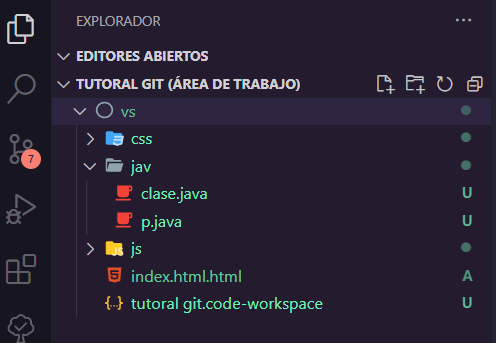 EXPLORADOR
EDITORES ABIERTOS
TUTORAL GIT (ÁREA DE TRABAJO)
vs
css
jav
clase.java U
p.java U
js
JS
index.html.html A
tutoral git.code-workspace U
7